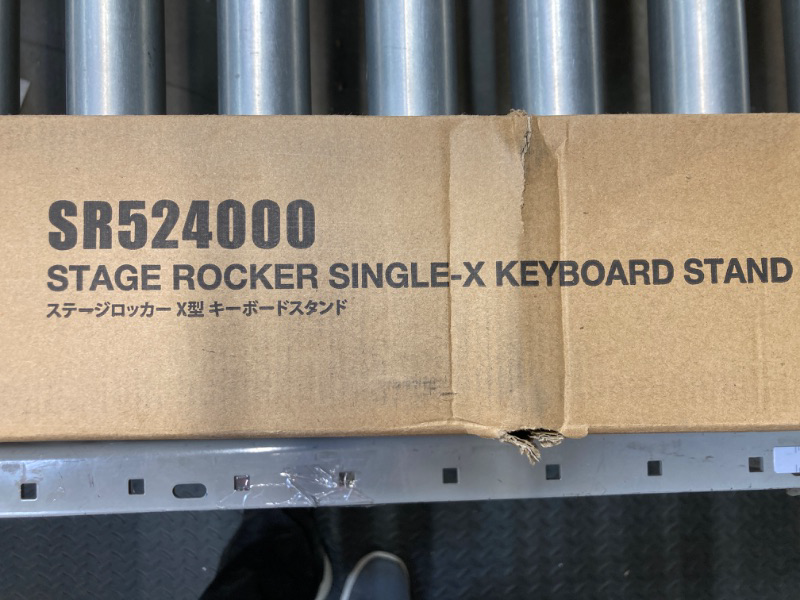 SR524000
STAGE ROCKER SINGLE-X KEYBOARD STAND
ステージロッカー X型 キーボードスタンド